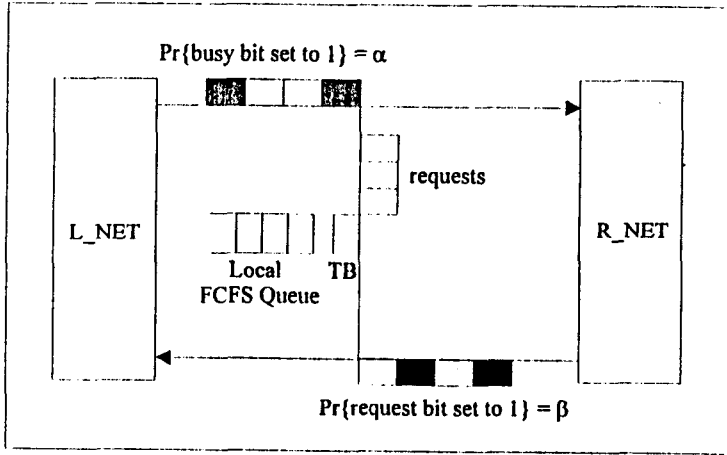 Pr{busy bit set to 1} = α
requests
L_NET
R_NET
Local
FCFS Queue
TB
Pr{request bit set to 1} = β